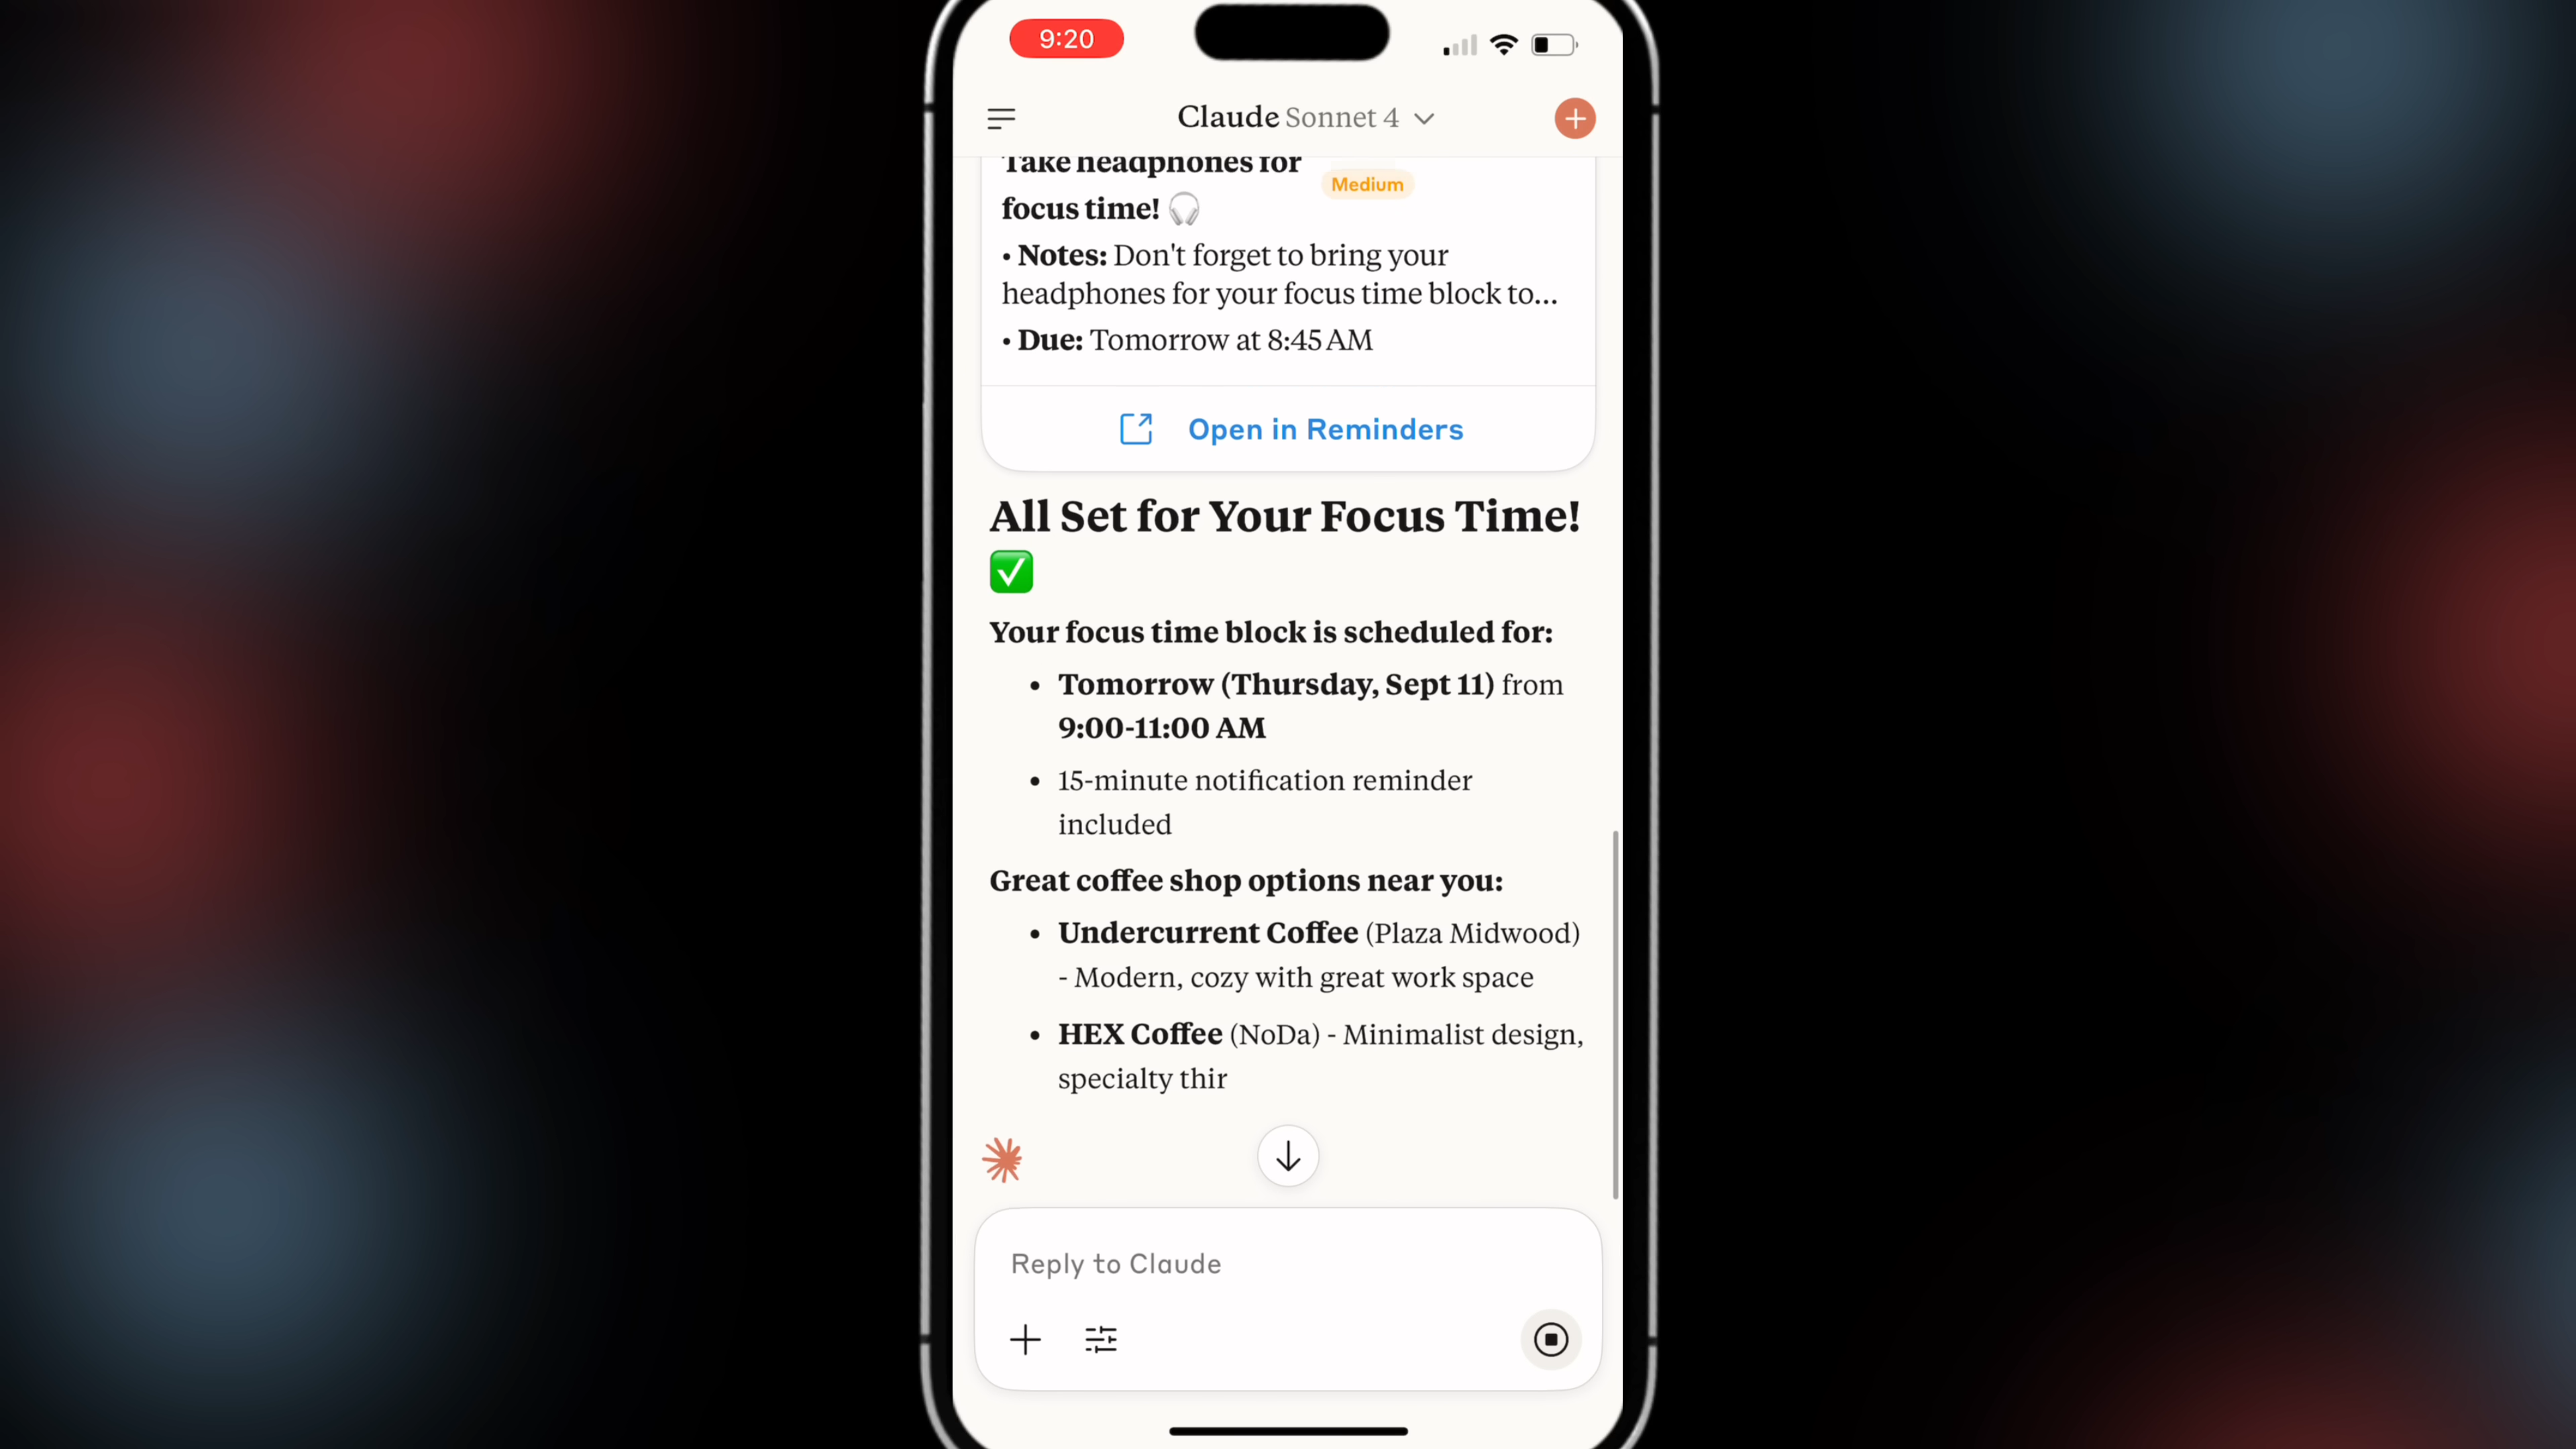 9:20
Claude Sonnet 4
Take headphones for
Medium
focus time! 🎧
• Notes: Don't forget to bring your
headphones for your focus time block to...
• Due: Tomorrow at 8:45 AM
Open in Reminders
All Set for Your Focus Time!
✅
Your focus time block is scheduled for:
• Tomorrow (Thursday, Sept 11) from
9:00-11:00 AM
• 15-minute notification reminder
included
Great coffee shop options near you:
• Undercurrent Coffee (Plaza Midwood)
- Modern, cozy with great work space
• HEX Coffee (NoDa) - Minimalist design,
specialty thir
Reply to Claude